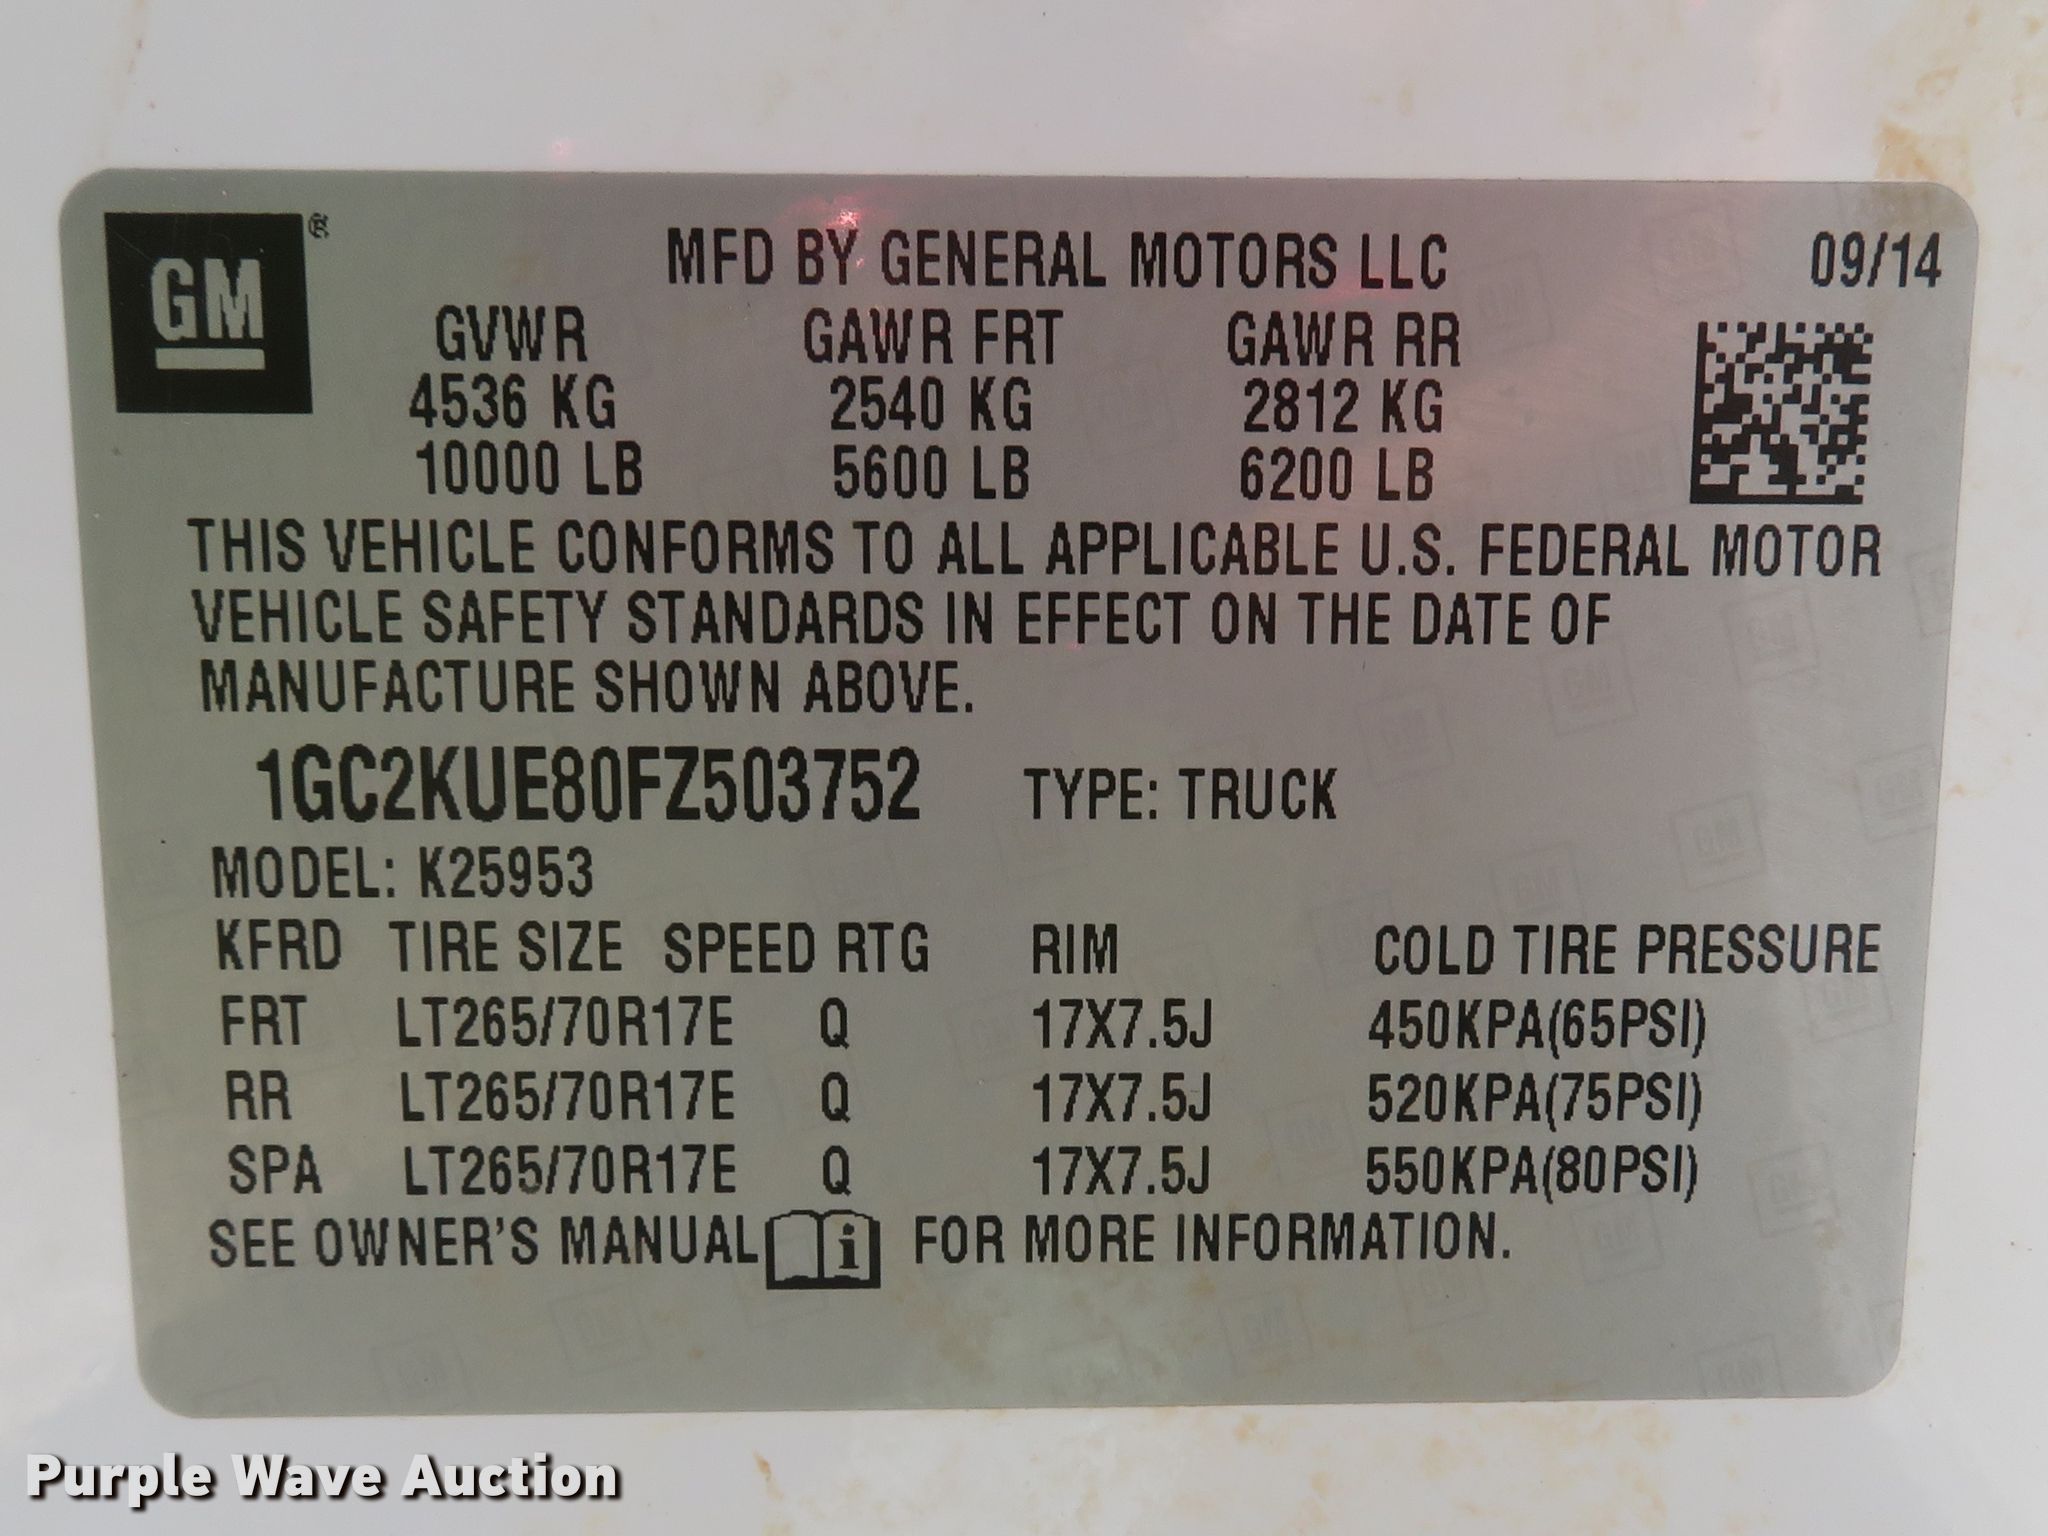 GM®
MFD BY GENERAL MOTORS LLC 09/14
GVWR GAWR FRT GAWR RR
4536 KG 2540 KG 2812 KG
10000 LB 5600 LB 6200 LB
THIS VEHICLE CONFORMS TO ALL APPLICABLE U.S. FEDERAL MOTOR
VEHICLE SAFETY STANDARDS IN EFFECT ON THE DATE OF
MANUFACTURE SHOWN ABOVE.
1GC2KUE80FZ503752 TYPE: TRUCK
MODEL: K25953
KFRD TIRE SIZE SPEED RTG RIM COLD TIRE PRESSURE
FRT LT265/70R17E Q 17X7.5J 450KPA(65PSI)
RR LT265/70R17E Q 17X7.5J 520KPA(75PSI)
SPA LT265/70R17E Q 17X7.5J 550KPA(80PSI)
SEE OWNER'S MANUAL i FOR MORE INFORMATION.
Purple Wave Auction